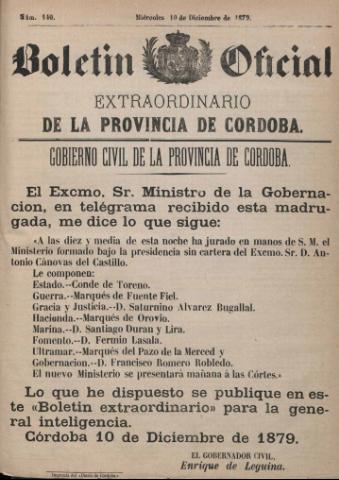 Núm. 140. Miércoles 10 de Diciembre de 1879.
Boletin Oficial
EXTRAORDINARIO
DE LA PROVINCIA DE CORDOBA.
GOBIERNO CIVIL DE LA PROVINCIA DE CORDOBA.
El Excmo. Sr. Ministro de la Goberna-
cion, en telégrama recibido esta madru-
gada, me dice lo que sigue:
«A las diez y media de esta noche ha jurado en manos de S. M. el
Ministerio formado bajo la presidencia sin cartera del Excmo. Sr. D. An-
tonio Cánovas del Castillo.
Le componen:
Estado.--Conde de Toreno.
Guerra.--Marqués de Fuente Fiel.
Gracia y Justicia.--D. Saturnino Alvarez Bugallal.
Hacienda.--Marqués de Orovio.
Marina.--D. Santiago Duran y Lira.
Fomento.--D. Fermin Lasala.
Ultramar.--Marqués del Pazo de la Merced y
Gobernacion.--D. Francisco Romero Robledo.
El nuevo Ministerio se presentará mañana á las Córtes.»
Lo que he dispuesto se publique en es-
te «Boletin extraordinario» para la gene-
ral inteligencia.
Córdoba 10 de Diciembre de 1879.
EL GOBERNADOR CIVIL,
Enrique de Leguina.
Imprenta del «Diario de Córdoba»